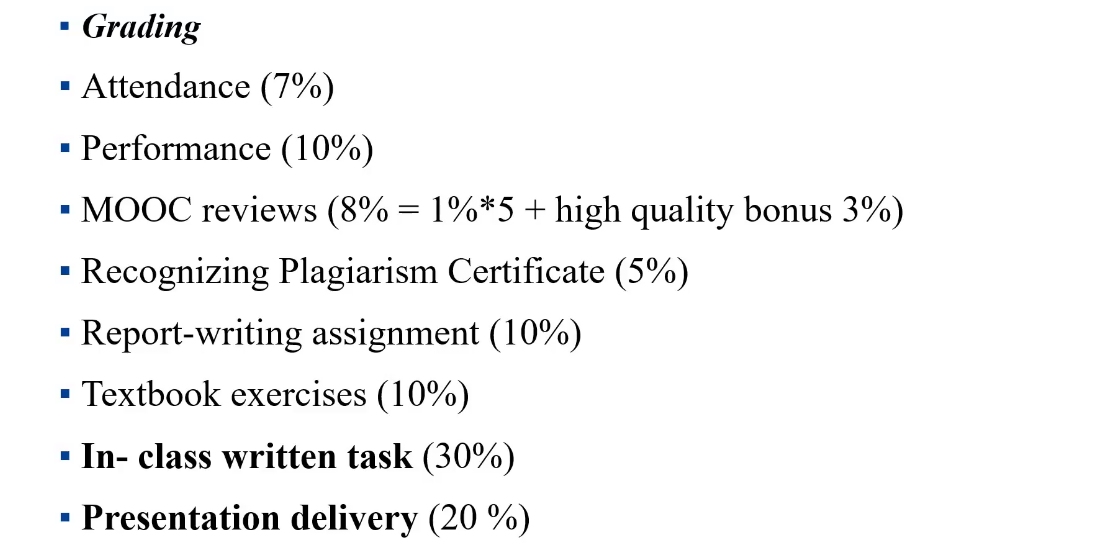 ▪ Grading
▪ Attendance (7%)
▪ Performance (10%)
▪ MOOC reviews (8% = 1%*5 + high quality bonus 3%)
▪ Recognizing Plagiarism Certificate (5%)
▪ Report-writing assignment (10%)
▪ Textbook exercises (10%)
▪ In- class written task (30%)
▪ Presentation delivery (20 %)